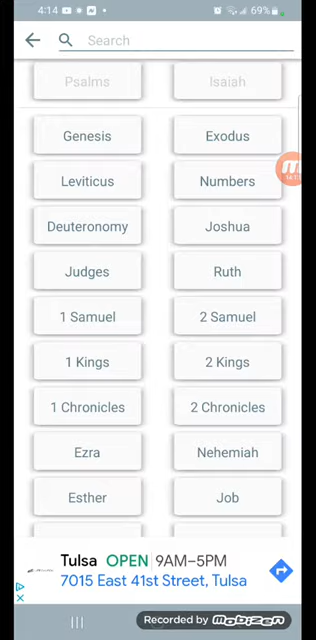 4:14
69%
Search
Psalms Isaiah
Genesis Exodus
Leviticus Numbers
Deuteronomy Joshua
Judges Ruth
1 Samuel 2 Samuel
1 Kings 2 Kings
1 Chronicles 2 Chronicles
Ezra Nehemiah
Esther Job
Tulsa OPEN 9AM–5PM
7015 East 41st Street, Tulsa
Recorded by MOBIZEN